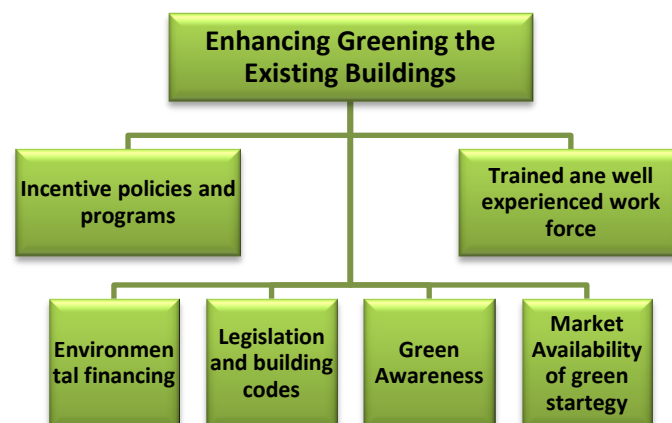 Enhancing Greening the
Existing Buildings
Incentive policies and
programs
Trained ane well
experienced work
force
Environmen
tal financing
Legislation
and building
codes
Green
Awareness
Market
Availability
of green
startegy